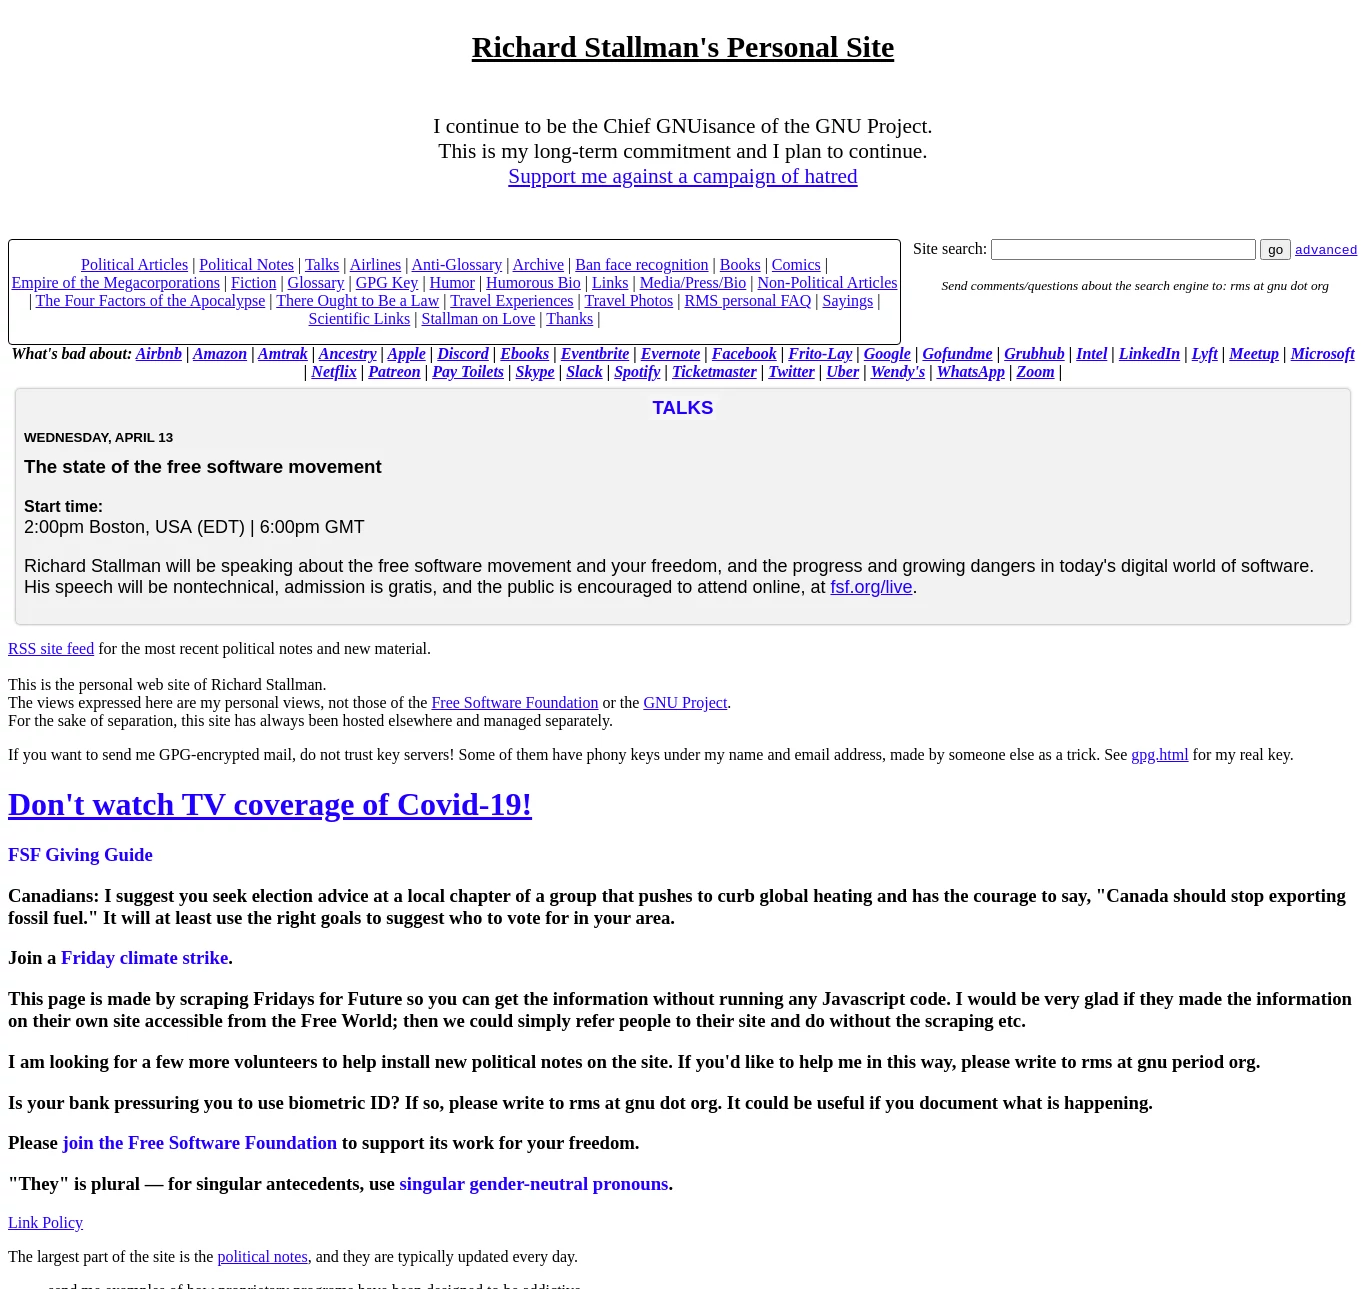 Richard Stallman's Personal Site
I continue to be the Chief GNUisance of the GNU Project.
This is my long-term commitment and I plan to continue.
Support me against a campaign of hatred
Political Articles | Political Notes | Talks | Airlines | Anti-Glossary | Archive | Ban face recognition | Books | Comics |
Empire of the Megacorporations | Fiction | Glossary | GPG Key | Humor | Humorous Bio | Links | Media/Press/Bio | Non-Political Articles
| The Four Factors of the Apocalypse | There Ought to Be a Law | Travel Experiences | Travel Photos | RMS personal FAQ | Sayings |
Scientific Links | Stallman on Love | Thanks |
Site search: go advanced
Send comments/questions about the search engine to: rms at gnu dot org
What's bad about: Airbnb | Amazon | Amtrak | Ancestry | Apple | Discord | Ebooks | Eventbrite | Evernote | Facebook | Frito-Lay | Google | Gofundme | Grubhub | Intel | LinkedIn | Lyft | Meetup | Microsoft
| Netflix | Patreon | Pay Toilets | Skype | Slack | Spotify | Ticketmaster | Twitter | Uber | Wendy's | WhatsApp | Zoom |
TALKS
WEDNESDAY, APRIL 13
The state of the free software movement
Start time:
2:00pm Boston, USA (EDT) | 6:00pm GMT
Richard Stallman will be speaking about the free software movement and your freedom, and the progress and growing dangers in today's digital world of software.
His speech will be nontechnical, admission is gratis, and the public is encouraged to attend online, at fsf.org/live.
RSS site feed for the most recent political notes and new material.
This is the personal web site of Richard Stallman.
The views expressed here are my personal views, not those of the Free Software Foundation or the GNU Project.
For the sake of separation, this site has always been hosted elsewhere and managed separately.
If you want to send me GPG-encrypted mail, do not trust key servers! Some of them have phony keys under my name and email address, made by someone else as a trick. See gpg.html for my real key.
Don't watch TV coverage of Covid-19!
FSF Giving Guide
Canadians: I suggest you seek election advice at a local chapter of a group that pushes to curb global heating and has the courage to say, "Canada should stop exporting
fossil fuel." It will at least use the right goals to suggest who to vote for in your area.
Join a Friday climate strike.
This page is made by scraping Fridays for Future so you can get the information without running any Javascript code. I would be very glad if they made the information
on their own site accessible from the Free World; then we could simply refer people to their site and do without the scraping etc.
I am looking for a few more volunteers to help install new political notes on the site. If you'd like to help me in this way, please write to rms at gnu period org.
Is your bank pressuring you to use biometric ID? If so, please write to rms at gnu dot org. It could be useful if you document what is happening.
Please join the Free Software Foundation to support its work for your freedom.
"They" is plural — for singular antecedents, use singular gender-neutral pronouns.
Link Policy
The largest part of the site is the political notes, and they are typically updated every day.